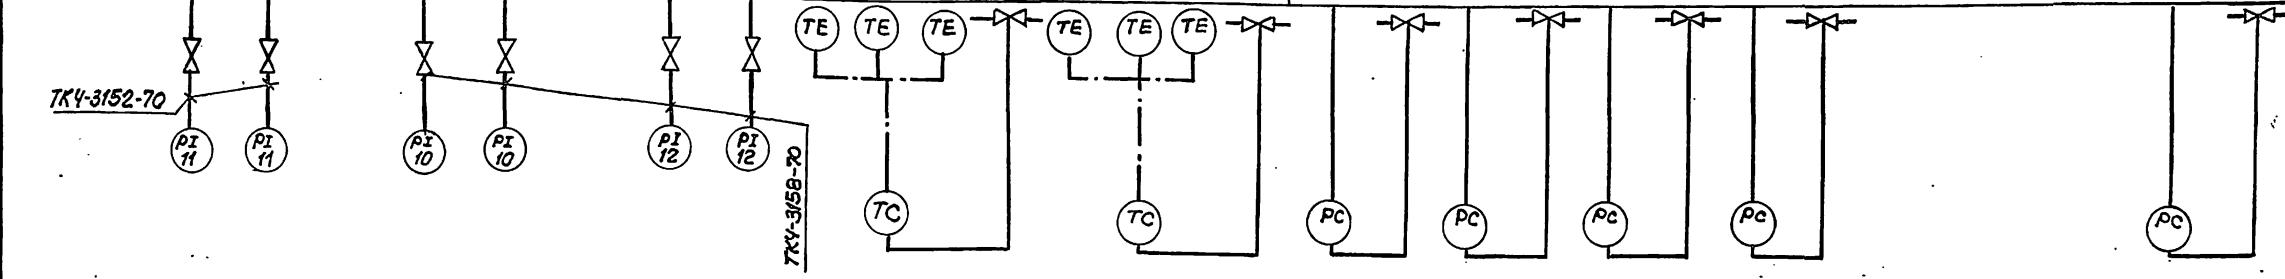 TE TE TE TE TE TE
ТК4-3152-70
PI 11
PI 11
PI 10
PI 10
PI 12
PI 12
ТК4-3158-70
TC TC PC PC PC PC PC